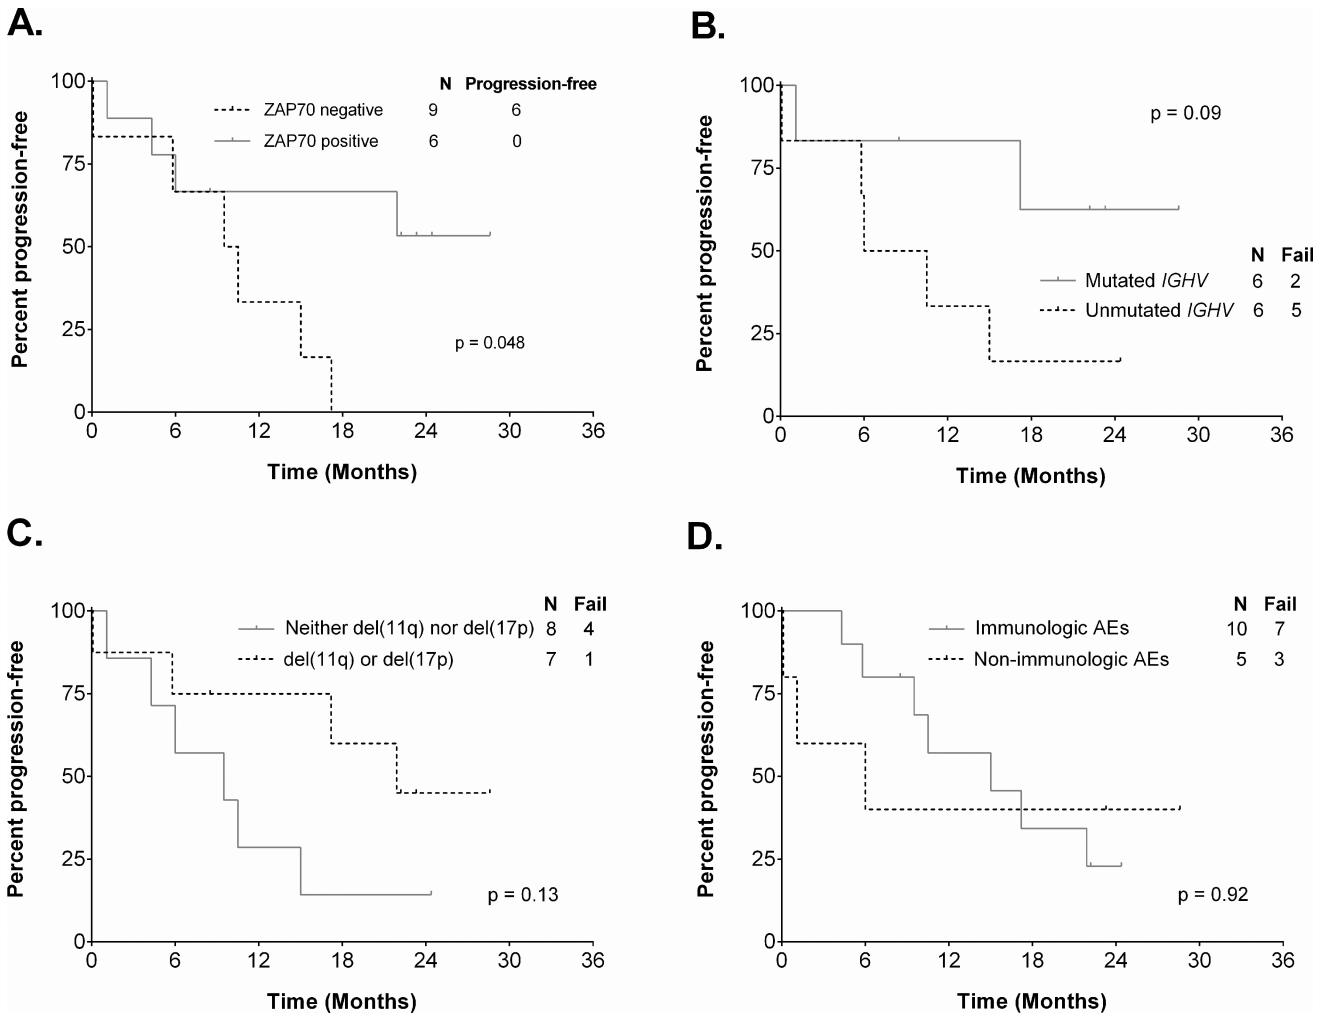 A.
N Progression-free
ZAP70 negative 9 6
ZAP70 positive 6 0
p = 0.048
Percent progression-free
100
75
50
25
0
0 6 12 18 24 30 36
Time (Months)
B.
p = 0.09
N Fail
Mutated IGHV 6 2
Unmutated IGHV 6 5
Percent progression-free
100
75
50
25
0
0 6 12 18 24 30 36
Time (Months)
C.
N Fail
Neither del(11q) nor del(17p) 8 4
del(11q) or del(17p) 7 1
p = 0.13
Percent progression-free
100
75
50
25
0
0 6 12 18 24 30 36
Time (Months)
D.
N Fail
Immunologic AEs 10 7
Non-immunologic AEs 5 3
p = 0.92
Percent progression-free
100
75
50
25
0
0 6 12 18 24 30 36
Time (Months)